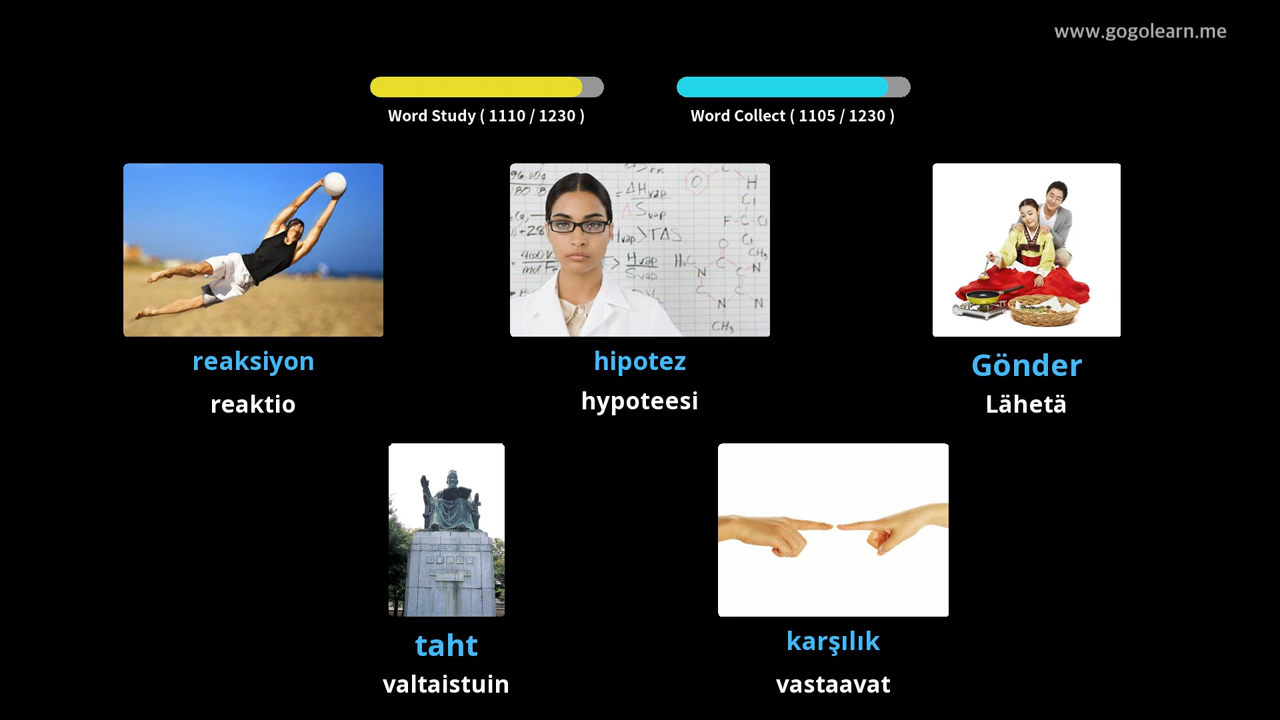 www.gogolearn.me
Word Study ( 1110 / 1230 )
Word Collect ( 1105 / 1230 )
reaksiyon
reaktio
hipotez
hypoteesi
Gönder
Lähetä
taht
valtaistuin
karşılık
vastaavat